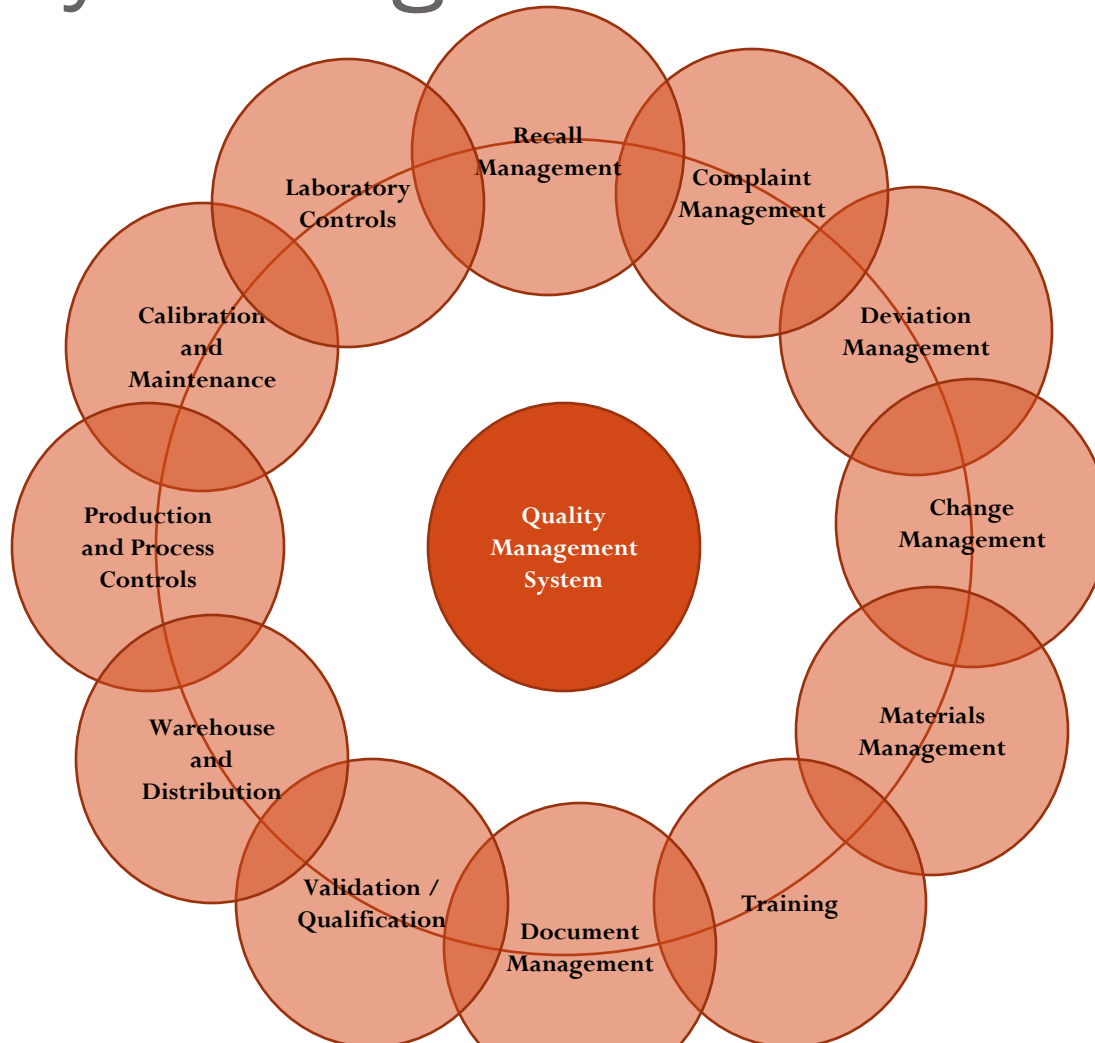 Recall
Management
Complaint
Management
Laboratory
Controls
Deviation
Management
Calibration
and
Maintenance
Change
Management
Quality
Management
System
Production
and Process
Controls
Materials
Management
Warehouse
and
Distribution
Training
Validation /
Qualification
Document
Management